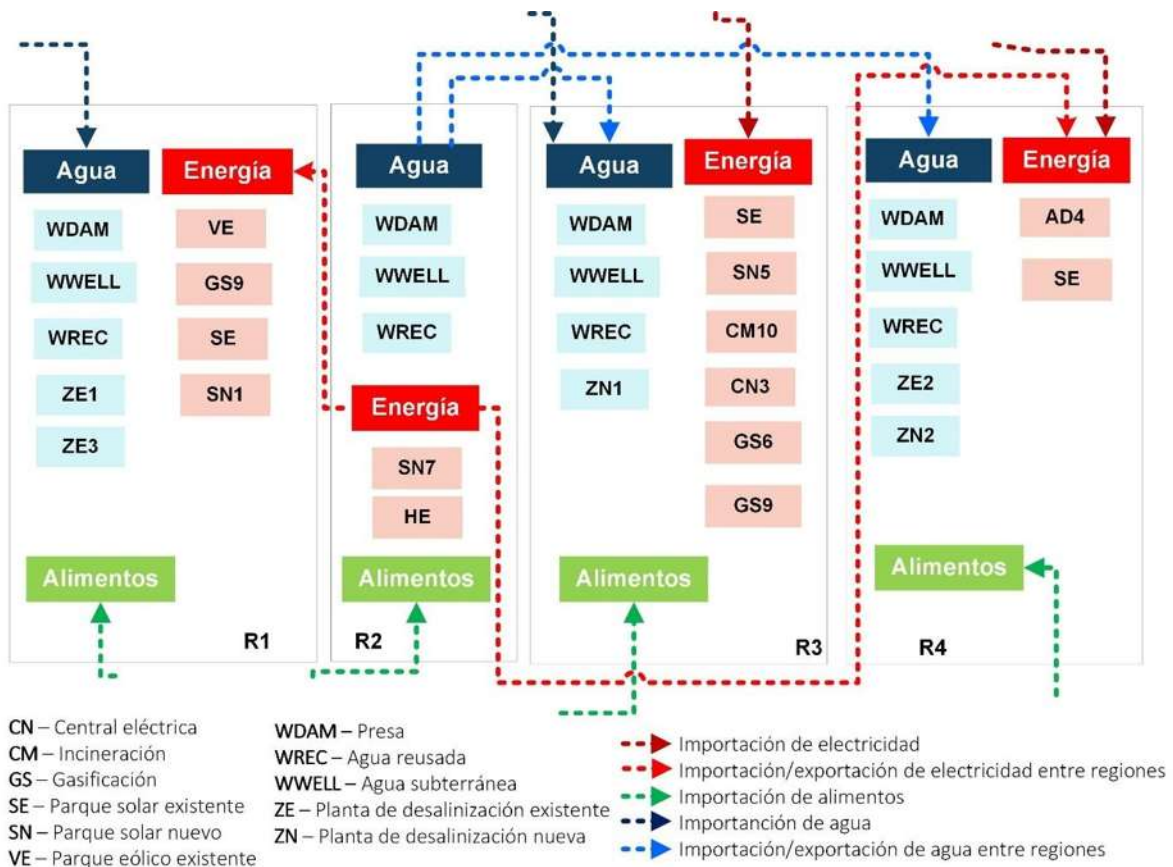 Agua
Energía
WDAM
VE
WWELL
GS9
WREC
SE
ZE1
SN1
ZE3
Alimentos
R1
Agua
WDAM
WWELL
WREC
Energía
SN7
HE
Alimentos
R2
Agua
Energía
WDAM
SE
WWELL
SN5
WREC
CM10
ZN1
CN3
GS6
GS9
Alimentos
R3
Agua
Energía
WDAM
AD4
WWELL
SE
WREC
ZE2
ZN2
Alimentos
R4
CN – Central eléctrica
CM – Incineración
GS – Gasificación
SE – Parque solar existente
SN – Parque solar nuevo
VE – Parque eólico existente
WDAM – Presa
WREC – Agua reusada
WWELL – Agua subterránea
ZE – Planta de desalinización existente
ZN – Planta de desalinización nueva
Importación de electricidad
Importación/exportación de electricidad entre regiones
Importación de alimentos
Importanción de agua
Importación/exportación de agua entre regiones